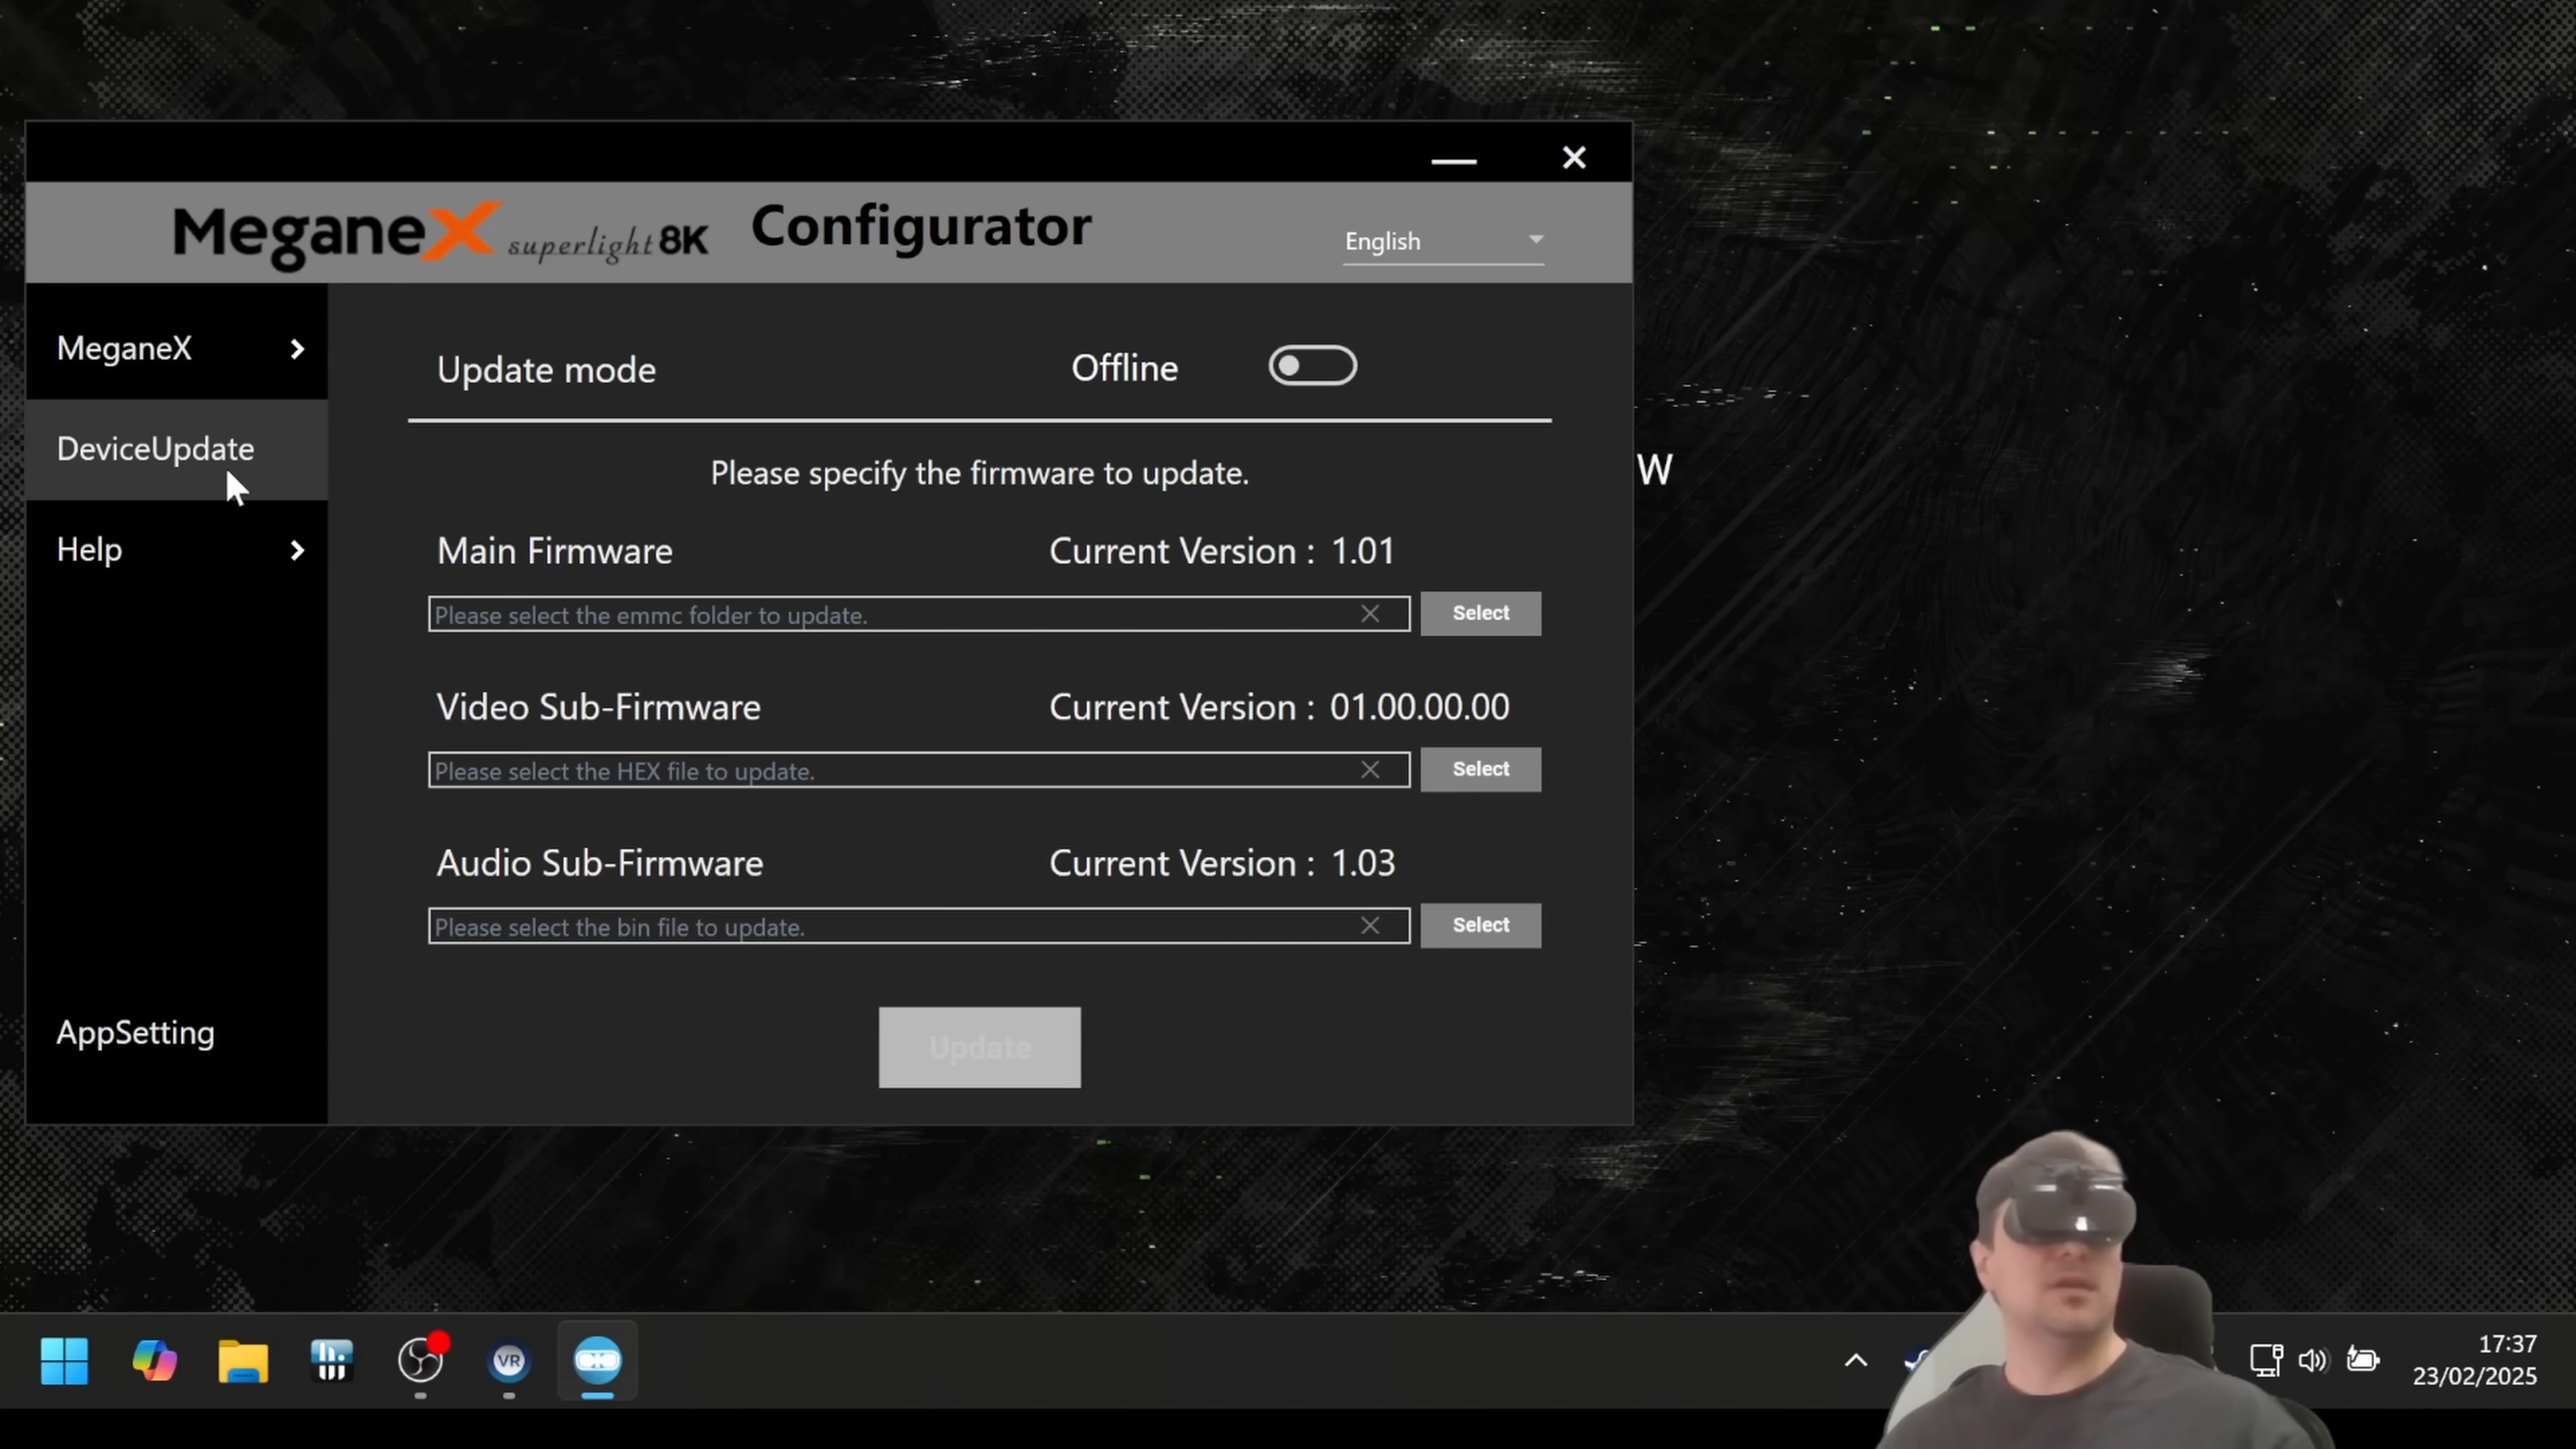 MeganeX superlight 8K Configurator
English
MeganeX
DeviceUpdate
Help
AppSetting
Update mode
Offline
Please specify the firmware to update.
W
Main Firmware
Current Version : 1.01
Please select the emmc folder to update.
Select
Video Sub-Firmware
Current Version : 01.00.00.00
Please select the HEX file to update.
Select
Audio Sub-Firmware
Current Version : 1.03
Please select the bin file to update.
Select
Update
VR
17:37
23/02/2025